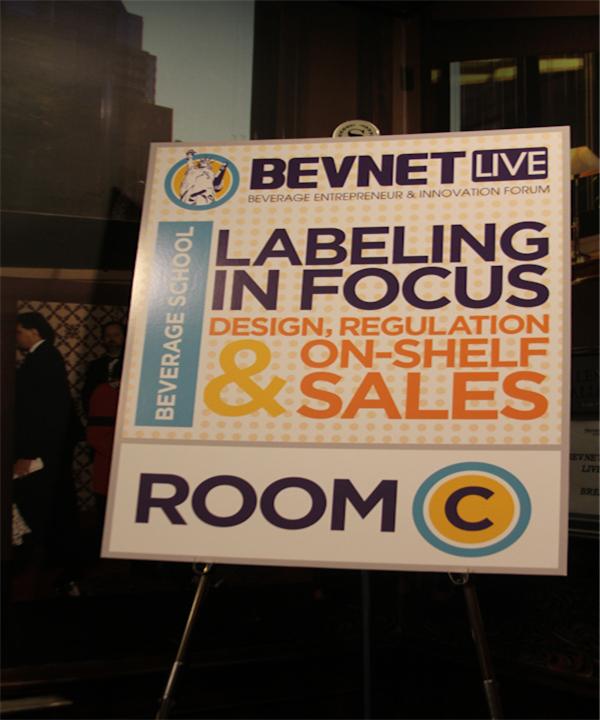 BEVNET LIVE
BEVERAGE ENTREPRENEUR & INNOVATION FORUM
BEVERAGE SCHOOL
LABELING
IN FOCUS
DESIGN, REGULATION
& ON-SHELF
SALES
ROOM C